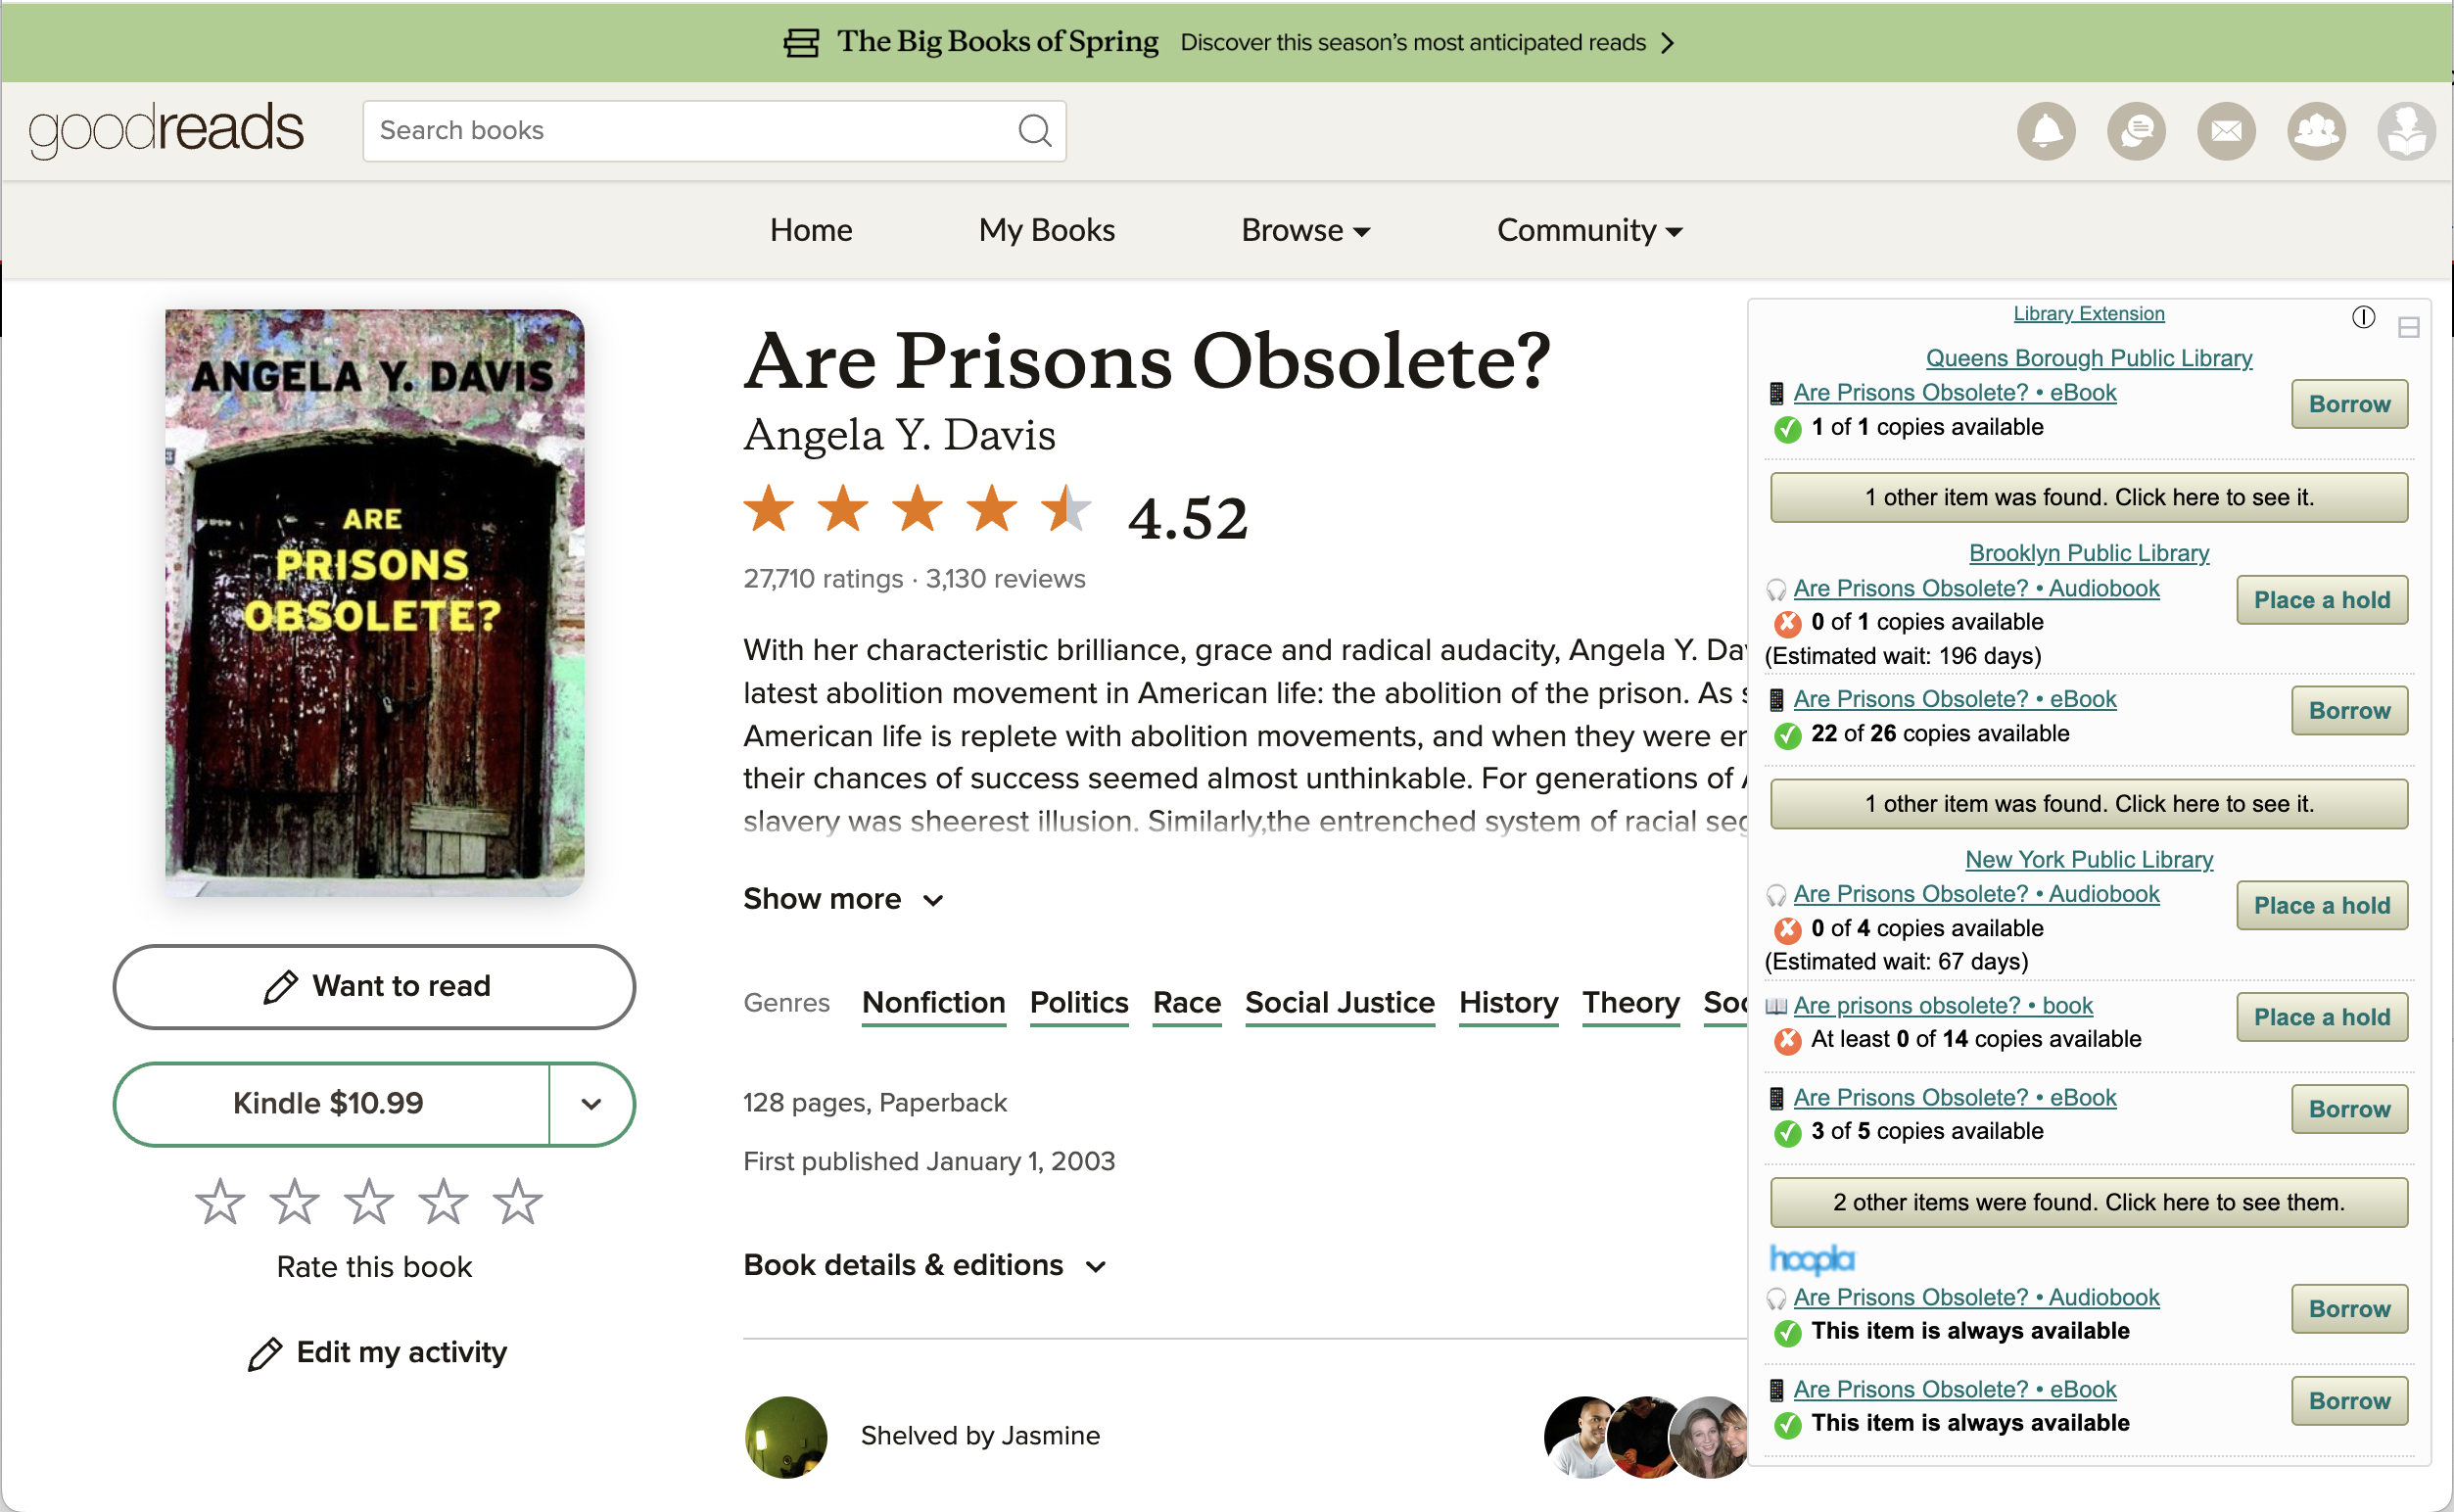 The Big Books of Spring Discover this season's most anticipated reads
goodreads
Search books
Home My Books Browse Community
ANGELA Y. DAVIS
ARE
PRISONS
OBSOLETE?
Want to read
Kindle $10.99
Rate this book
Edit my activity
Are Prisons Obsolete?
Angela Y. Davis
4.52
27,710 ratings · 3,130 reviews
With her characteristic brilliance, grace and radical audacity, Angela Y.
latest abolition movement in American life: the abolition of the prison. As
American life is replete with abolition movements, and when they were
their chances of success seemed almost unthinkable. For generations of
slavery was sheerest illusion. Similarly,the entrenched system of racial
Show more
Genres Nonfiction Politics Race Social Justice History Theory
128 pages, Paperback
First published January 1, 2003
Book details & editions
Shelved by Jasmine
Library Extension
Queens Borough Public Library
Are Prisons Obsolete? • eBook
Borrow
1 of 1 copies available
1 other item was found. Click here to see it.
Brooklyn Public Library
Are Prisons Obsolete? • Audiobook
Place a hold
0 of 1 copies available
(Estimated wait: 196 days)
Are Prisons Obsolete? • eBook
Borrow
22 of 26 copies available
1 other item was found. Click here to see it.
New York Public Library
Are Prisons Obsolete? • Audiobook
Place a hold
0 of 4 copies available
(Estimated wait: 67 days)
Are prisons obsolete? • book
Place a hold
At least 0 of 14 copies available
Are Prisons Obsolete? • eBook
Borrow
3 of 5 copies available
2 other items were found. Click here to see them.
hoopla
Are Prisons Obsolete? • Audiobook
Borrow
This item is always available
Are Prisons Obsolete? • eBook
Borrow
This item is always available